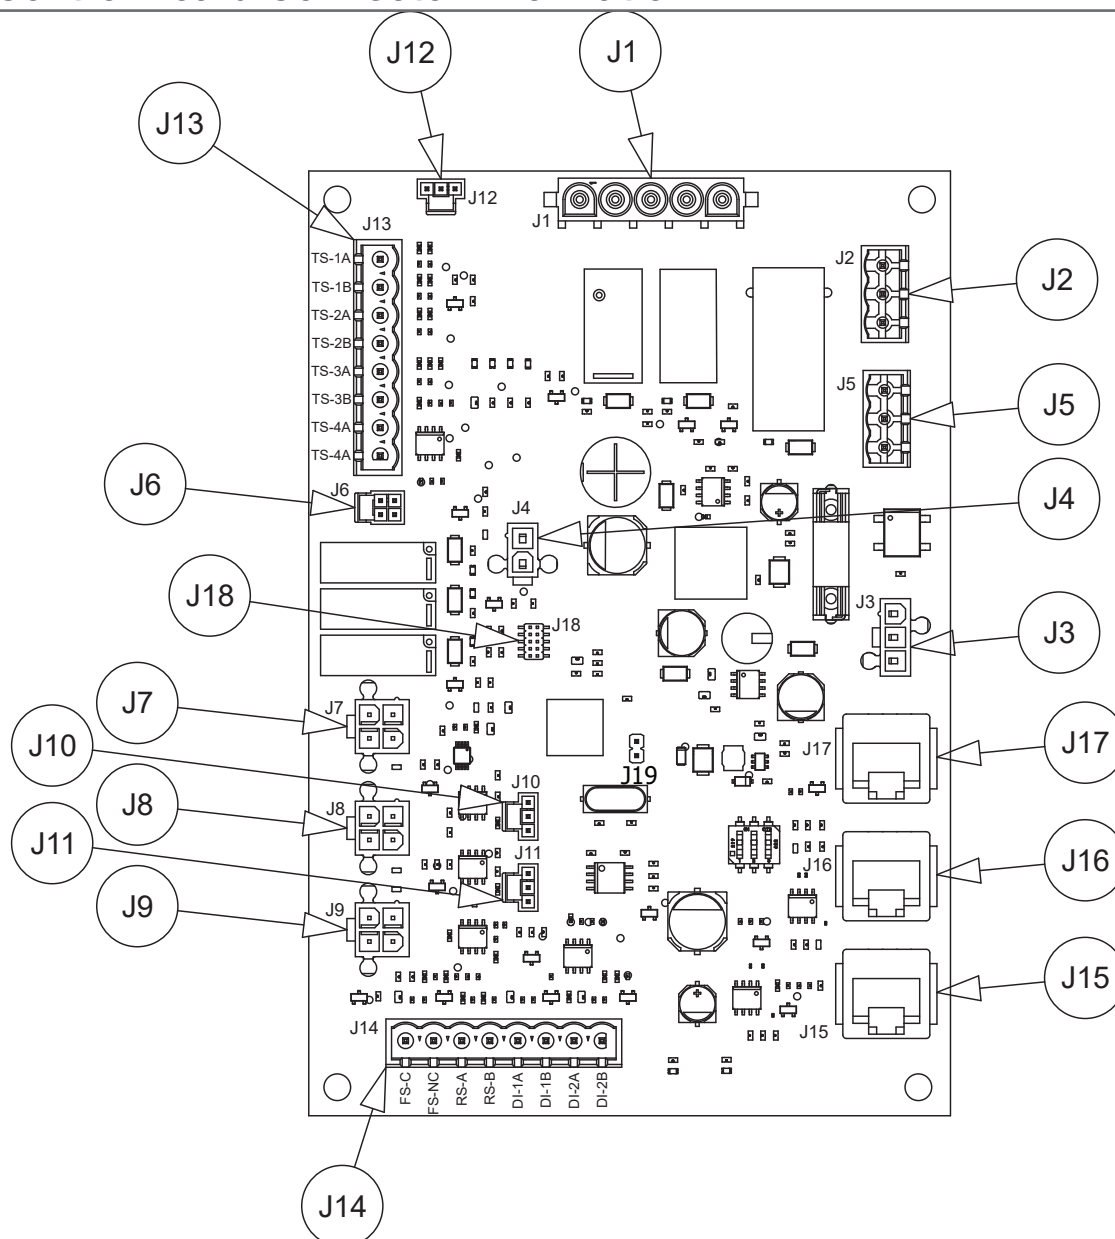 J12
J1
J13
J12
J1
J13
TS-1A
TS-1B
TS-2A
TS-2B
TS-3A
TS-3B
TS-4A
TS-4A
J2
J2
J5
J5
J6
J6
J4
J4
J18
J18
J3
J3
J7
J7
J10
J10
J17
J17
J19
J8
J8
J11
J11
J16
J16
J9
J9
J15
J15
J14
FS-C
FS-NC
RS-A
RS-B
DI-1A
DI-1B
DI-2A
DI-2B
J14